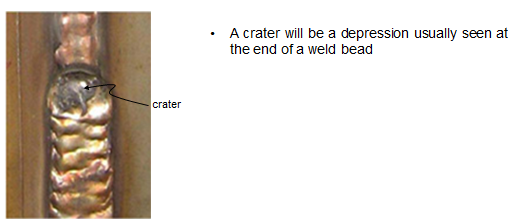 • A crater will be a depression usually seen at
the end of a weld bead
crater